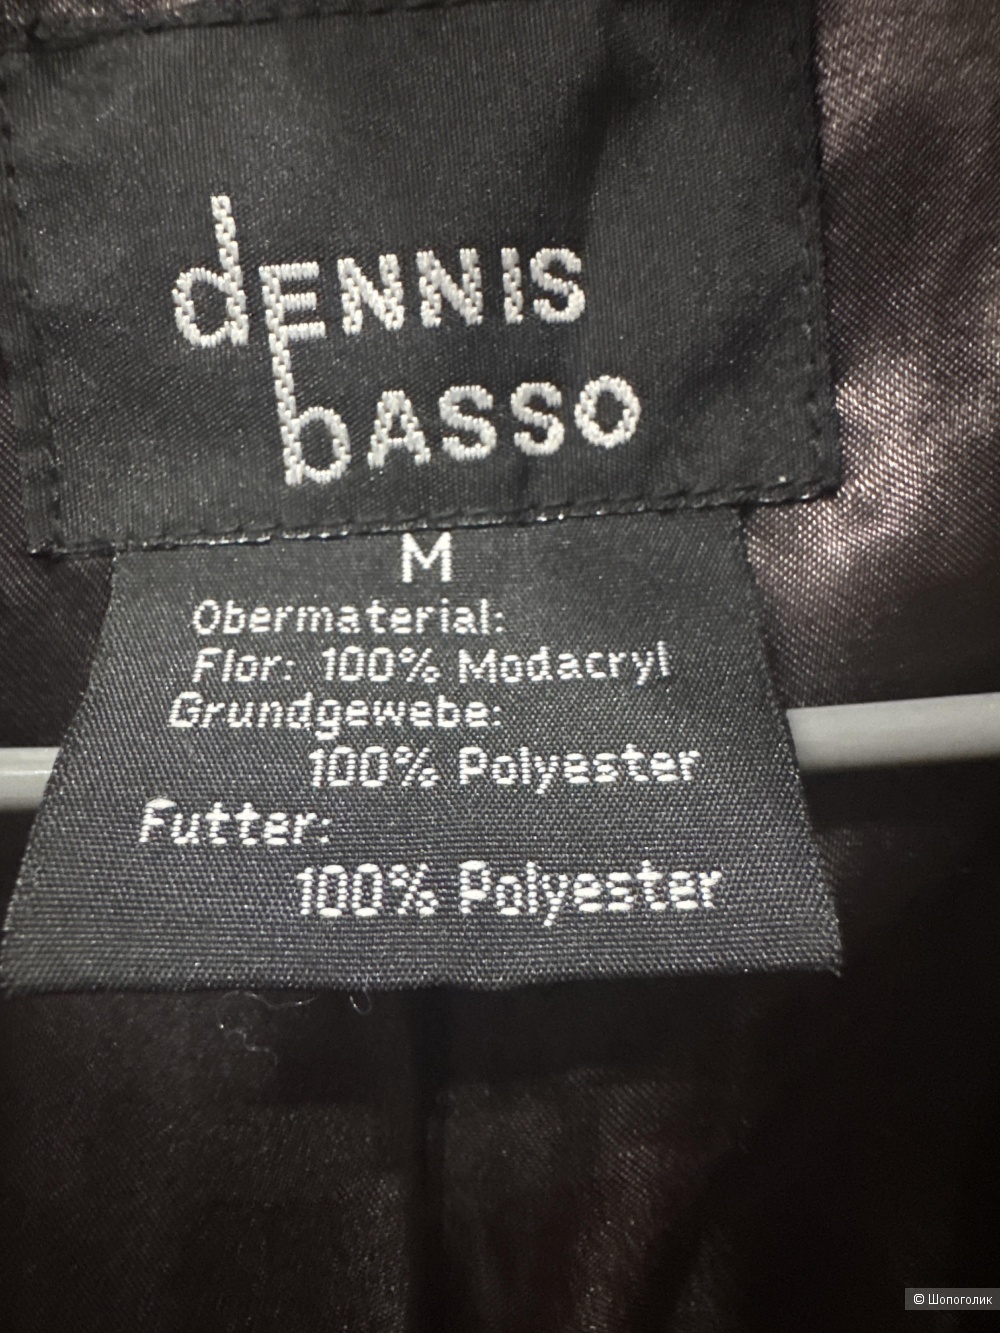 dENNIS
bASSO
M
Obermaterial:
Flor: 100% Modacryl
Grundgewebe:
100% Polyester
Futter:
100% Polyester
© Шопоголик